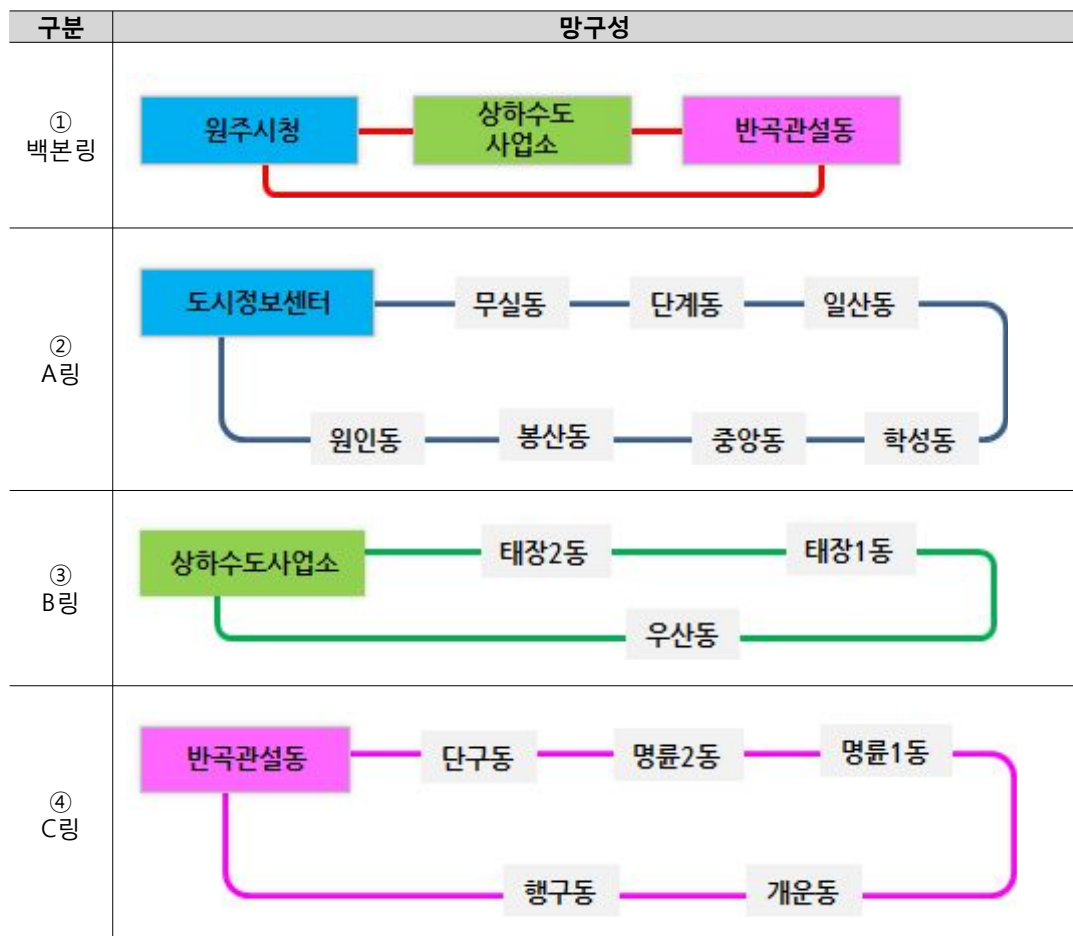 구분 망구성
①
백본링
원주시청
상하수도
사업소
반곡관설동
②
A링
도시정보센터 무실동 단계동 일산동
원인동 봉산동 중앙동 학성동
③
B링
상하수도사업소 태장2동 태장1동
우산동
④
C링
반곡관설동 단구동 명륜2동 명륜1동
행구동 개운동